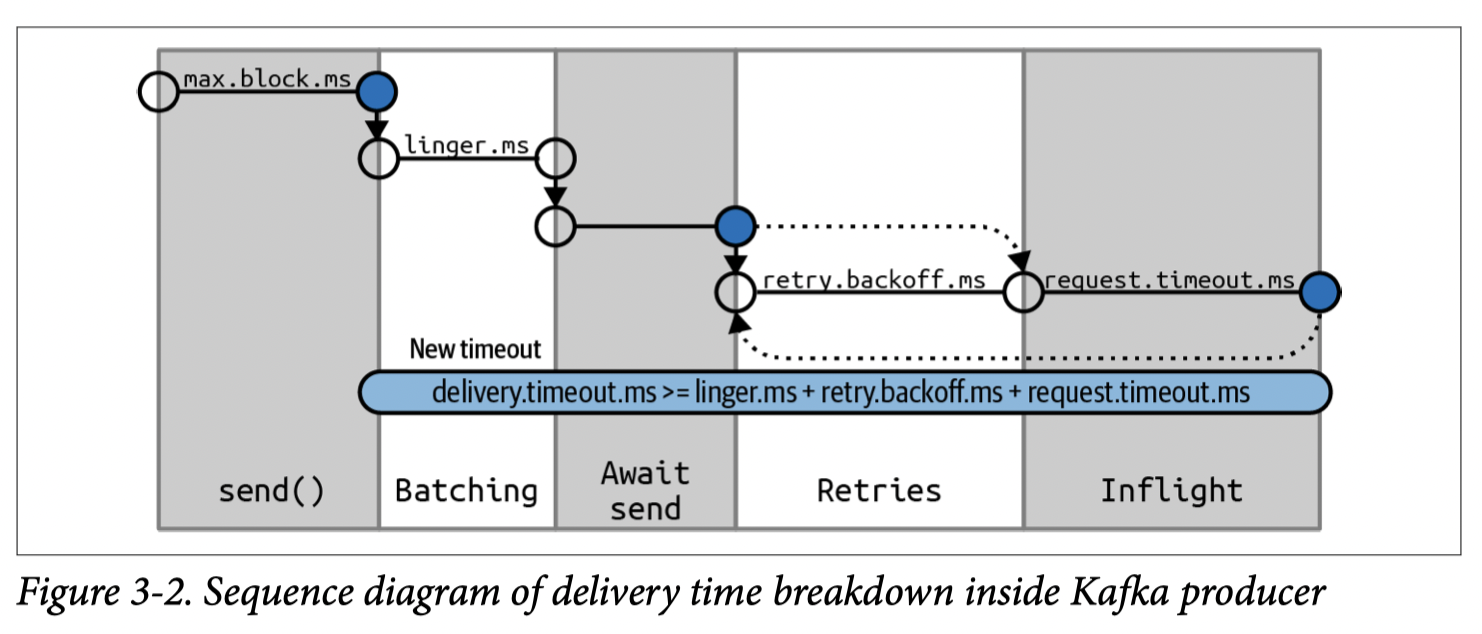 max.block.ms
linger.ms
retry.backoff.ms
request.timeout.ms
New timeout
delivery.timeout.ms >= linger.ms + retry.backoff.ms + request.timeout.ms
send()
Batching
Await
send
Retries
Inflight
Figure 3-2. Sequence diagram of delivery time breakdown inside Kafka producer